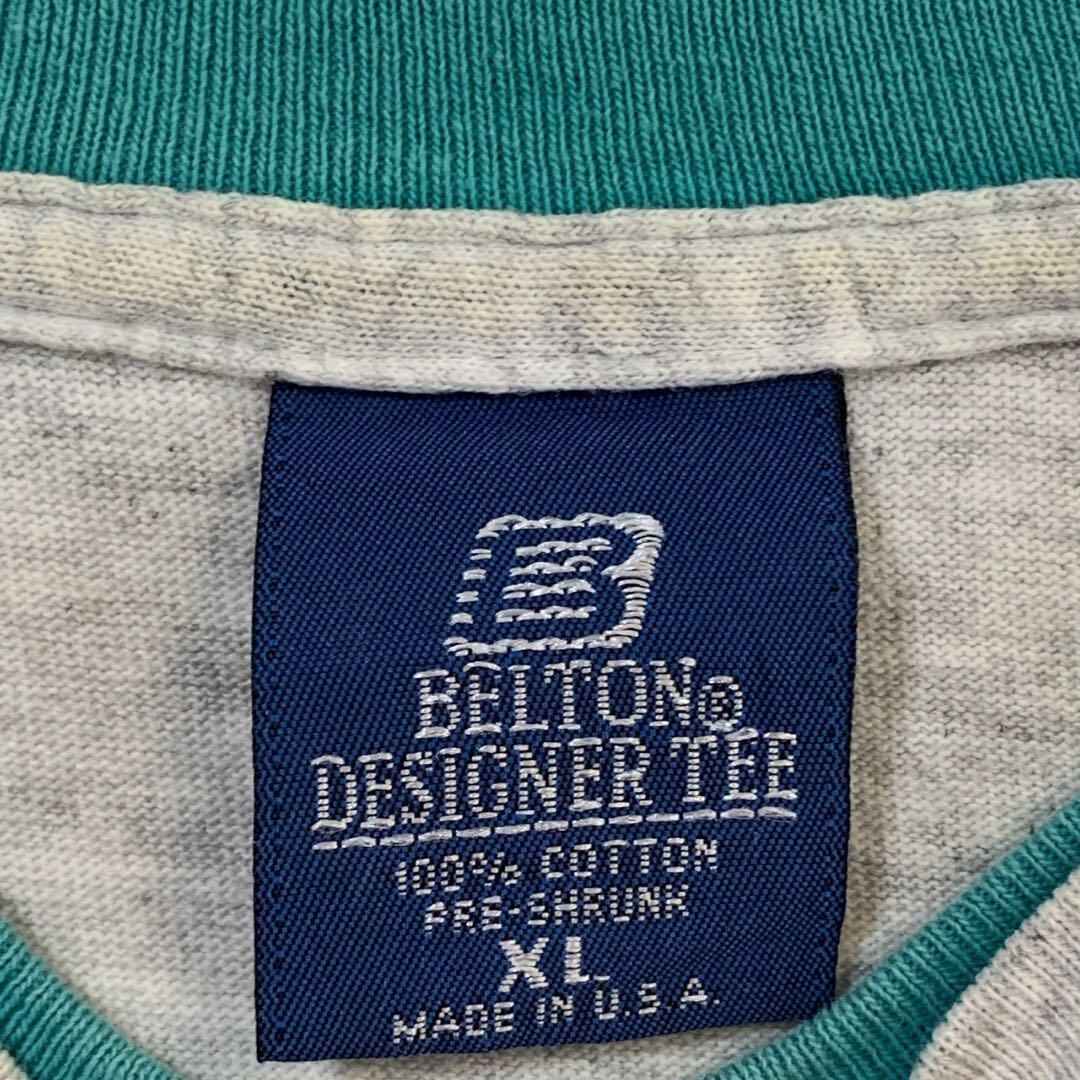 B
BELTON®
DESIGNER TEE
100% COTTON
PRE-SHRUNK
XL
MADE IN U.S.A.